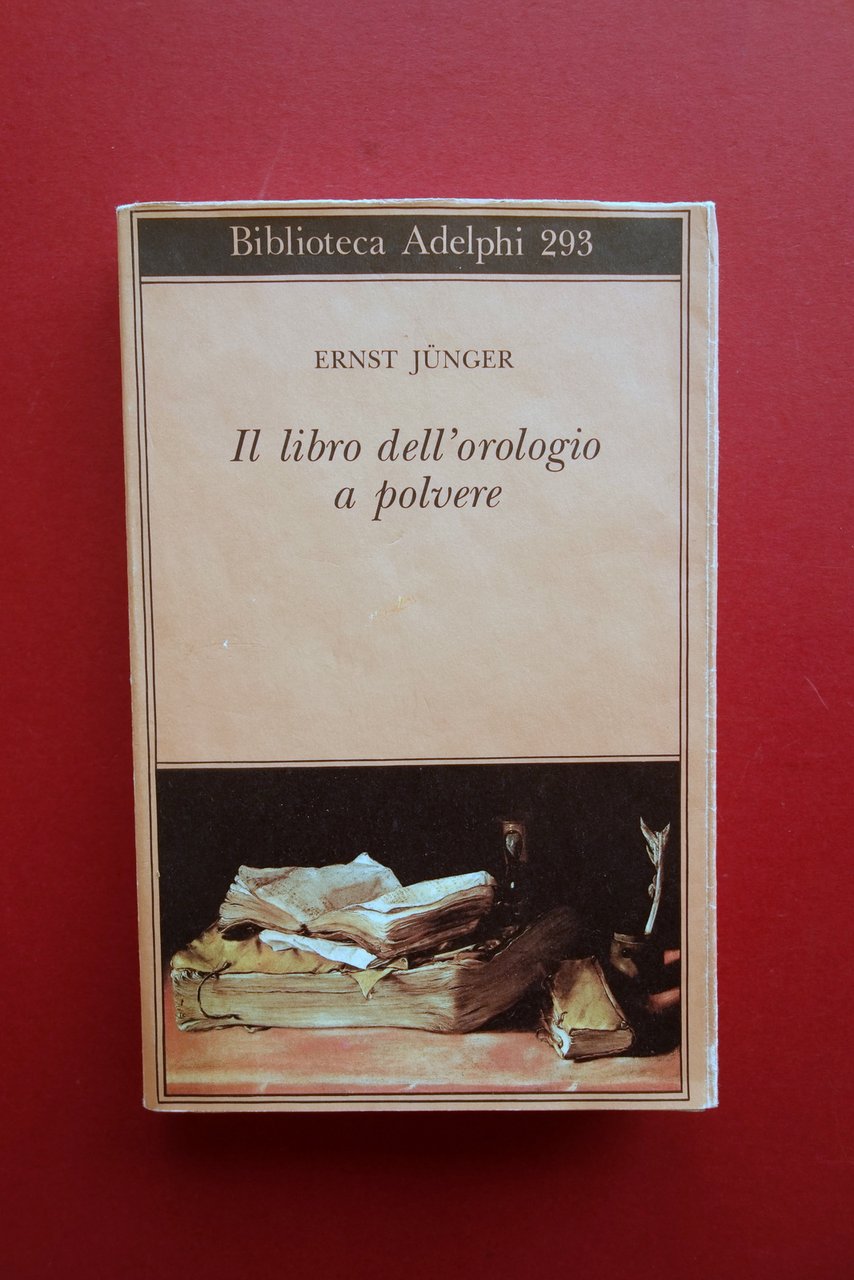 Biblioteca Adelphi 293
ERNST JÜNGER
Il libro dell’orologio
a polvere